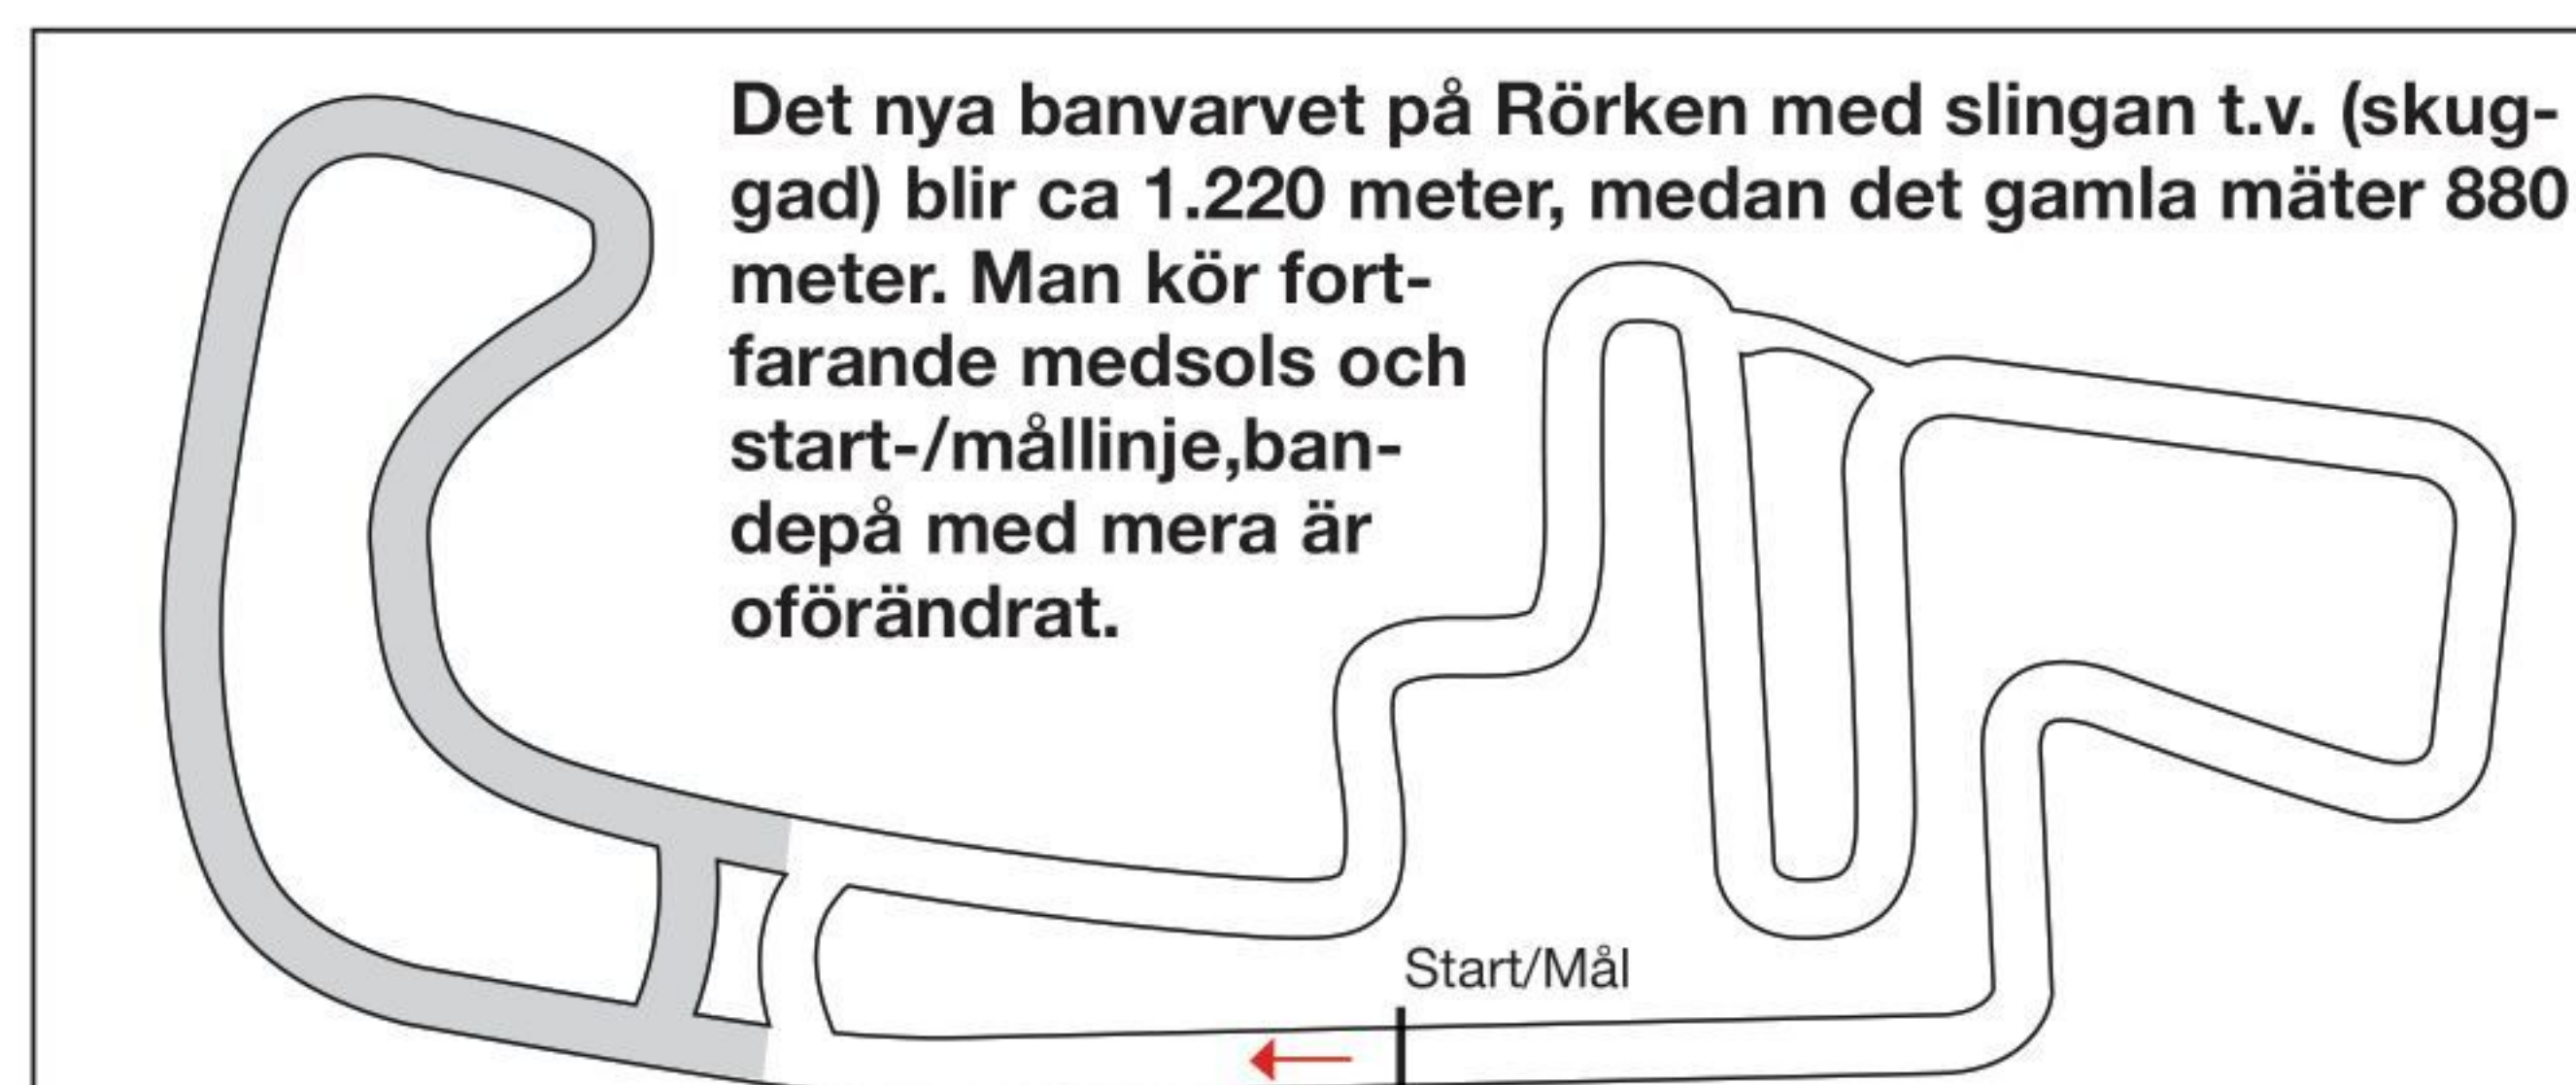 Det nya banvarvet på Rörken med slingan t.v. (skug-
gad) blir ca 1.220 meter, medan det gamla mäter 880
meter. Man kör fort-
farande medsols och
start-/mållinje,ban-
depå med mera är
oförändrat.
Start/Mål